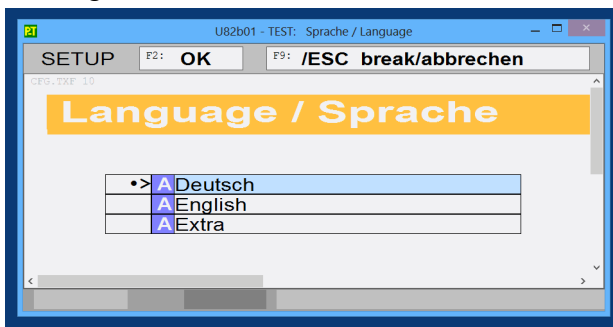 U82b01 - TEST: Sprache / Language
SETUP F2: OK F9: /ESC break/abbrechen
CFG.TXF 10
Language / Sprache
•> A Deutsch
A English
A Extra